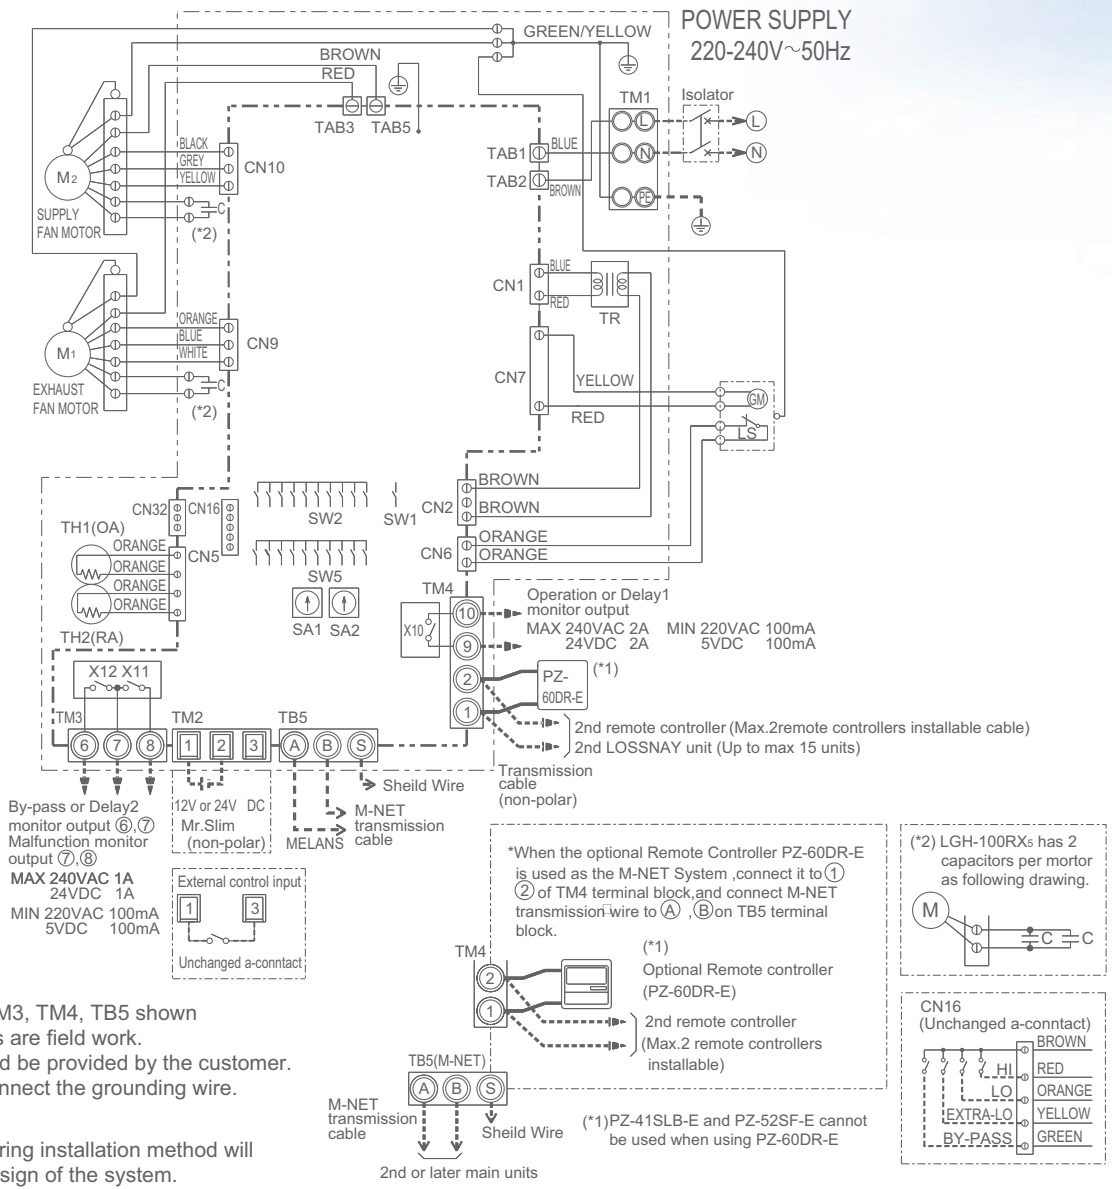 POWER SUPPLY
220-240V～50Hz
GREEN/YELLOW
BROWN
RED
TAB3 TAB5
TM1
Isolator
L
N
PE
TAB1
BLUE
TAB2
BROWN
BLACK
GREY
YELLOW
CN10
M2
SUPPLY
FAN MOTOR
C
(*2)
CN1
BLUE
RED
TR
ORANGE
BLUE
WHITE
CN9
M1
EXHAUST
FAN MOTOR
C
(*2)
CN7
YELLOW
RED
GM
LS
CN2
BROWN
BROWN
CN6
ORANGE
ORANGE
CN32
CN16
SW2
SW1
TH1(OA)
ORANGE
ORANGE
ORANGE
ORANGE
CN5
TH2(RA)
SW5
SA1 SA2
TM4
X10
10
9
2
1
Operation or Delay1
monitor output
MAX 240VAC 2A MIN 220VAC 100mA
24VDC 2A 5VDC 100mA
PZ-
60DR-E
(*1)
2nd remote controller (Max.2remote controllers installable cable)
2nd LOSSNAY unit (Up to max 15 units)
Transmission
cable
(non-polar)
X12 X11
TM3
6 7 8
TM2
1 2 3
TB5
A B S
Sheild Wire
M-NET
transmission
cable
MELANS
12V or 24V DC
Mr.Slim
(non-polar)
By-pass or Delay2
monitor output ⑥,⑦
Malfunction monitor
output ⑦,⑧
MAX 240VAC 1A
24VDC 1A
MIN 220VAC 100mA
5VDC 100mA
External control input
1 3
Unchanged a-conntact
*When the optional Remote Controller PZ-60DR-E
is used as the M-NET System ,connect it to ①
② of TM4 terminal block,and connect M-NET
transmission□wire to Ⓐ ,Ⓑ on TB5 terminal
block.
TM4
2
1
(*1)
Optional Remote controller
(PZ-60DR-E)
2nd remote controller
(Max.2 remote controllers
installable)
TB5(M-NET)
A B S
M-NET
transmission
cable
Sheild Wire
2nd or later main units
(*1)PZ-41SLB-E and PZ-52SF-E cannot
be used when using PZ-60DR-E
(*2) LGH-100RX5 has 2
capacitors per mortor
as following drawing.
M
C C
CN16
(Unchanged a-conntact)
BROWN
HI RED
LO ORANGE
EXTRA-LO YELLOW
BY-PASS GREEN
M3, TM4, TB5 shown
s are field work.
d be provided by the customer.
nnect the grounding wire.
ring installation method will
sign of the system.